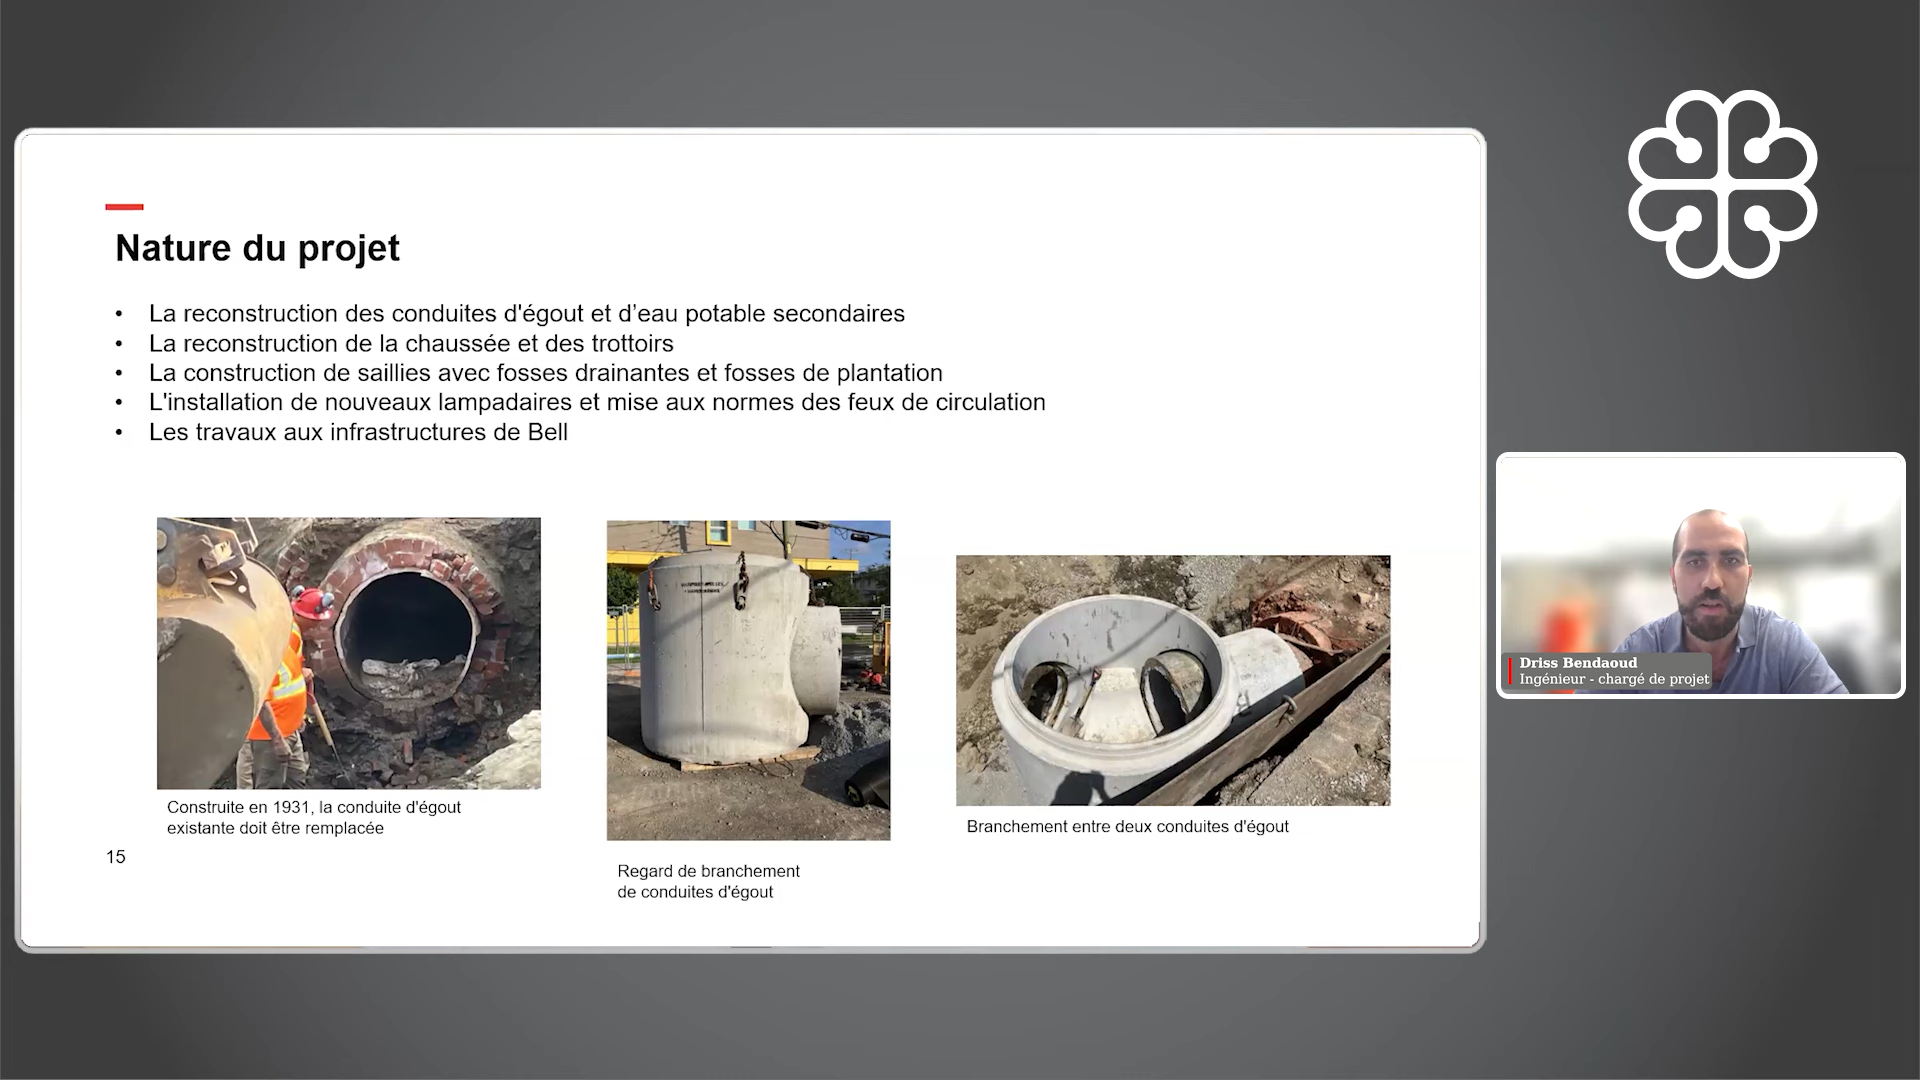 Nature du projet
• La reconstruction des conduites d'égout et d’eau potable secondaires
• La reconstruction de la chaussée et des trottoirs
• La construction de saillies avec fosses drainantes et fosses de plantation
• L'installation de nouveaux lampadaires et mise aux normes des feux de circulation
• Les travaux aux infrastructures de Bell
Construite en 1931, la conduite d'égout
existante doit être remplacée
Regard de branchement
de conduites d'égout
Branchement entre deux conduites d'égout
15
Driss Bendaoud
Ingénieur - chargé de projet